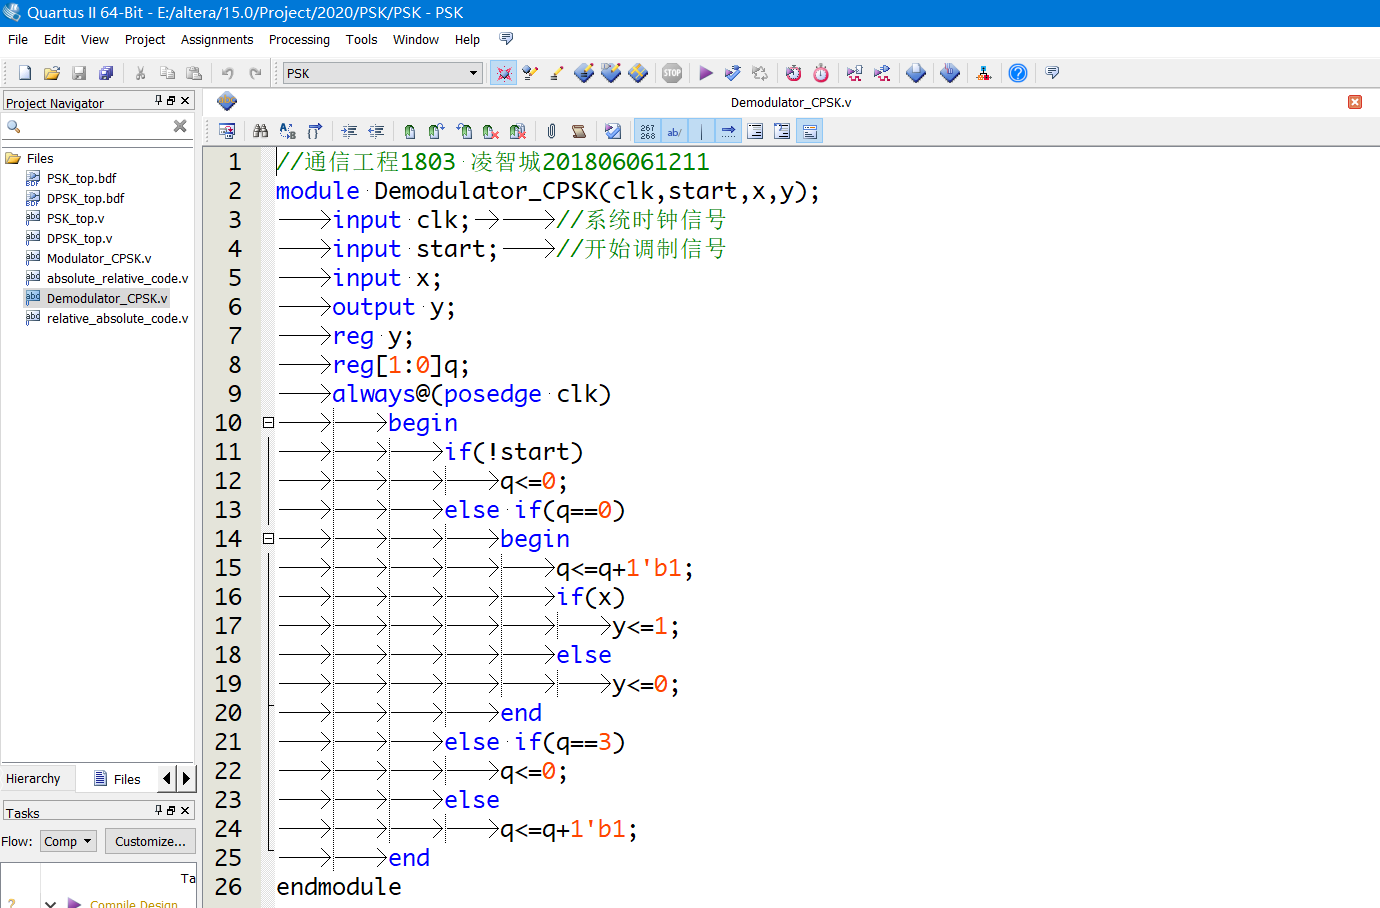 Quartus II 64-Bit - E:/altera/15.0/Project/2020/PSK/PSK - PSK
File Edit View Project Assignments Processing Tools Window Help
PSK
STOP
Project Navigator
Demodulator_CPSK.v
267
268
ab/
Files
PSK_top.bdf
DPSK_top.bdf
PSK_top.v
DPSK_top.v
Modulator_CPSK.v
absolute_relative_code.v
Demodulator_CPSK.v
relative_absolute_code.v
Hierarchy Files
Tasks
Flow: Comp Customize...
Ta
Compile Design
1 //通信工程1803 凌智城201806061211
2 module Demodulator_CPSK(clk,start,x,y);
3 input clk; //系统时钟信号
4 input start; //开始调制信号
5 input x;
6 output y;
7 reg y;
8 reg[1:0]q;
9 always@(posedge clk)
10 begin
11 if(!start)
12 q<=0;
13 else if(q==0)
14 begin
15 q<=q+1'b1;
16 if(x)
17 y<=1;
18 else
19 y<=0;
20 end
21 else if(q==3)
22 q<=0;
23 else
24 q<=q+1'b1;
25 end
26 endmodule